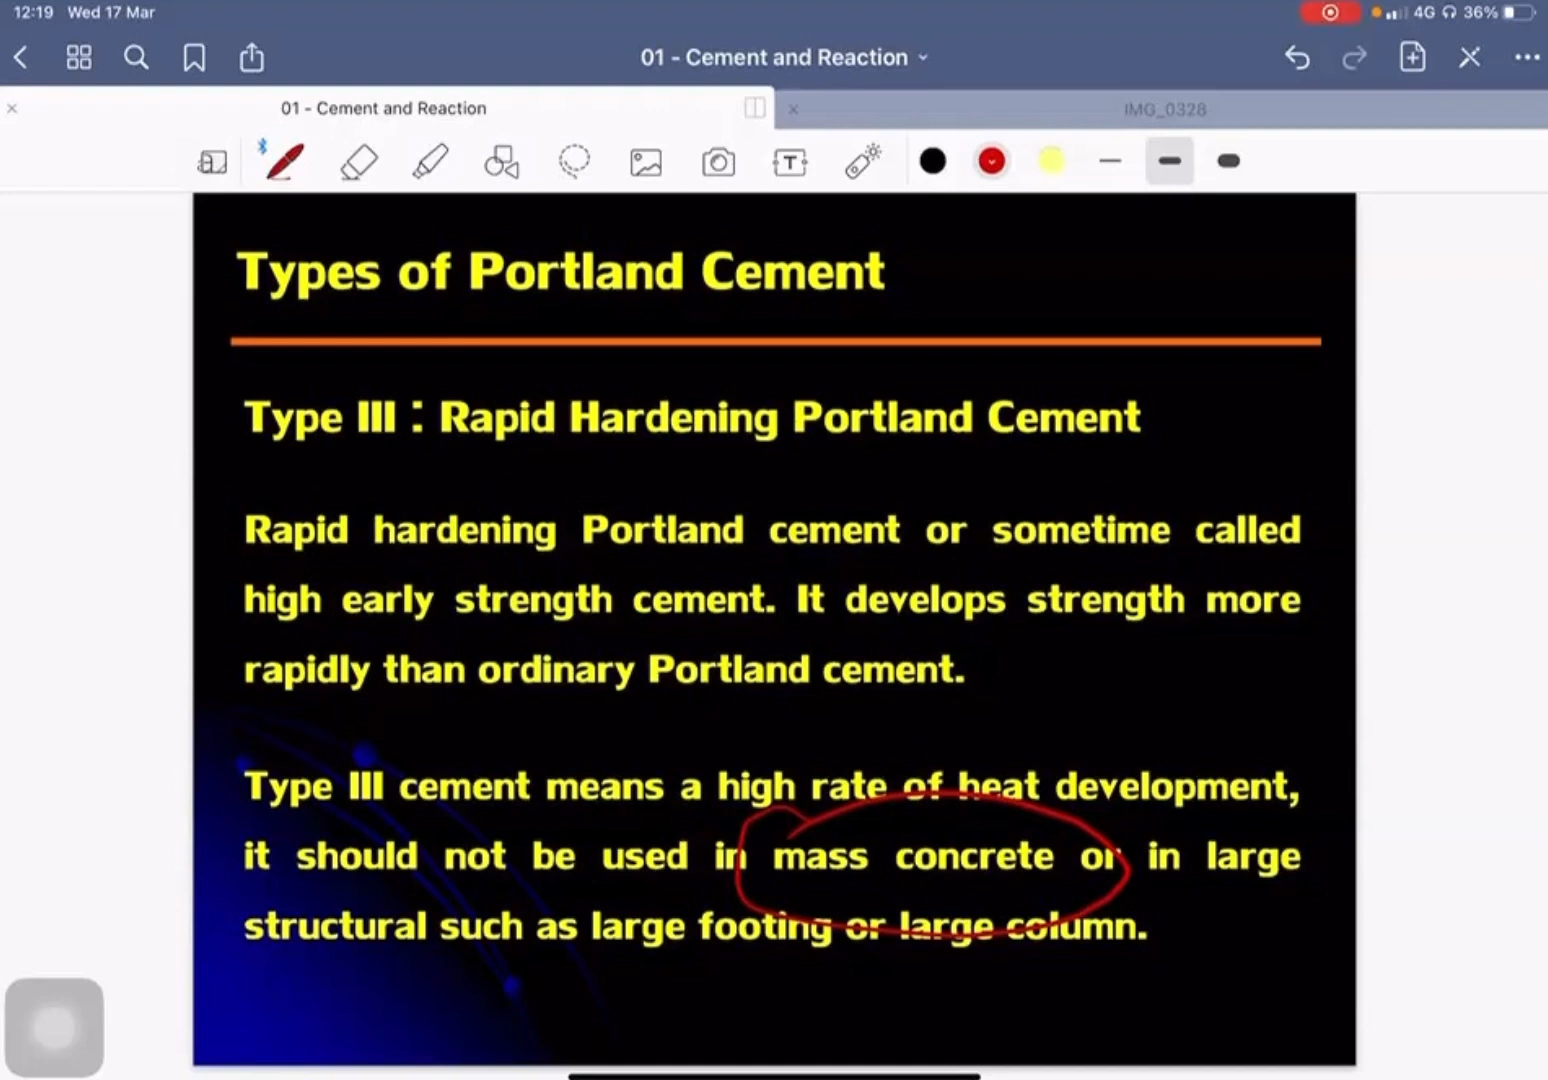 12:19 Wed 17 Mar
4G 36%
01 - Cement and Reaction
01 - Cement and Reaction
IMG_0328
Types of Portland Cement
Type III : Rapid Hardening Portland Cement
Rapid hardening Portland cement or sometime called
high early strength cement. It develops strength more
rapidly than ordinary Portland cement.
Type III cement means a high rate of heat development,
it should not be used in mass concrete or in large
structural such as large footing or large column.